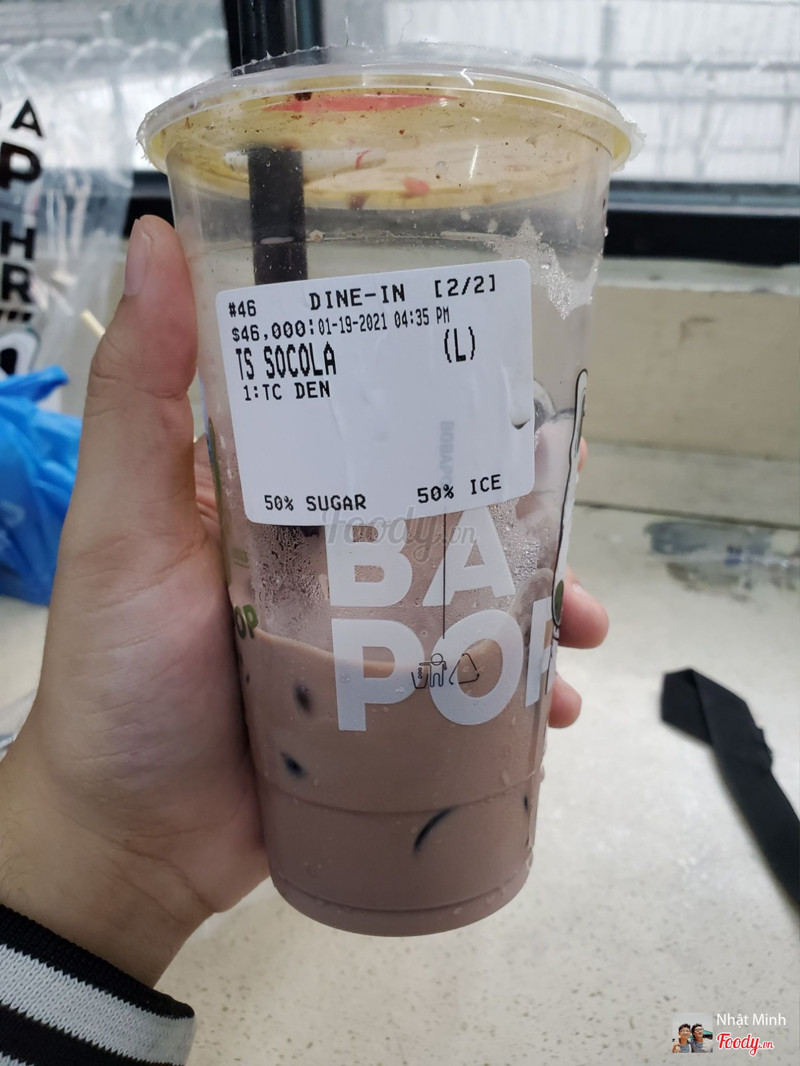 #46 DINE-IN [2/2]
$46,000: 01-19-2021 04:35 PM
TS SOCOLA (L)
1:TC DEN
50% SUGAR 50% ICE
Foody.vn
BA
POP
OP
A
P
H
R
Nhật Minh
Foody.vn